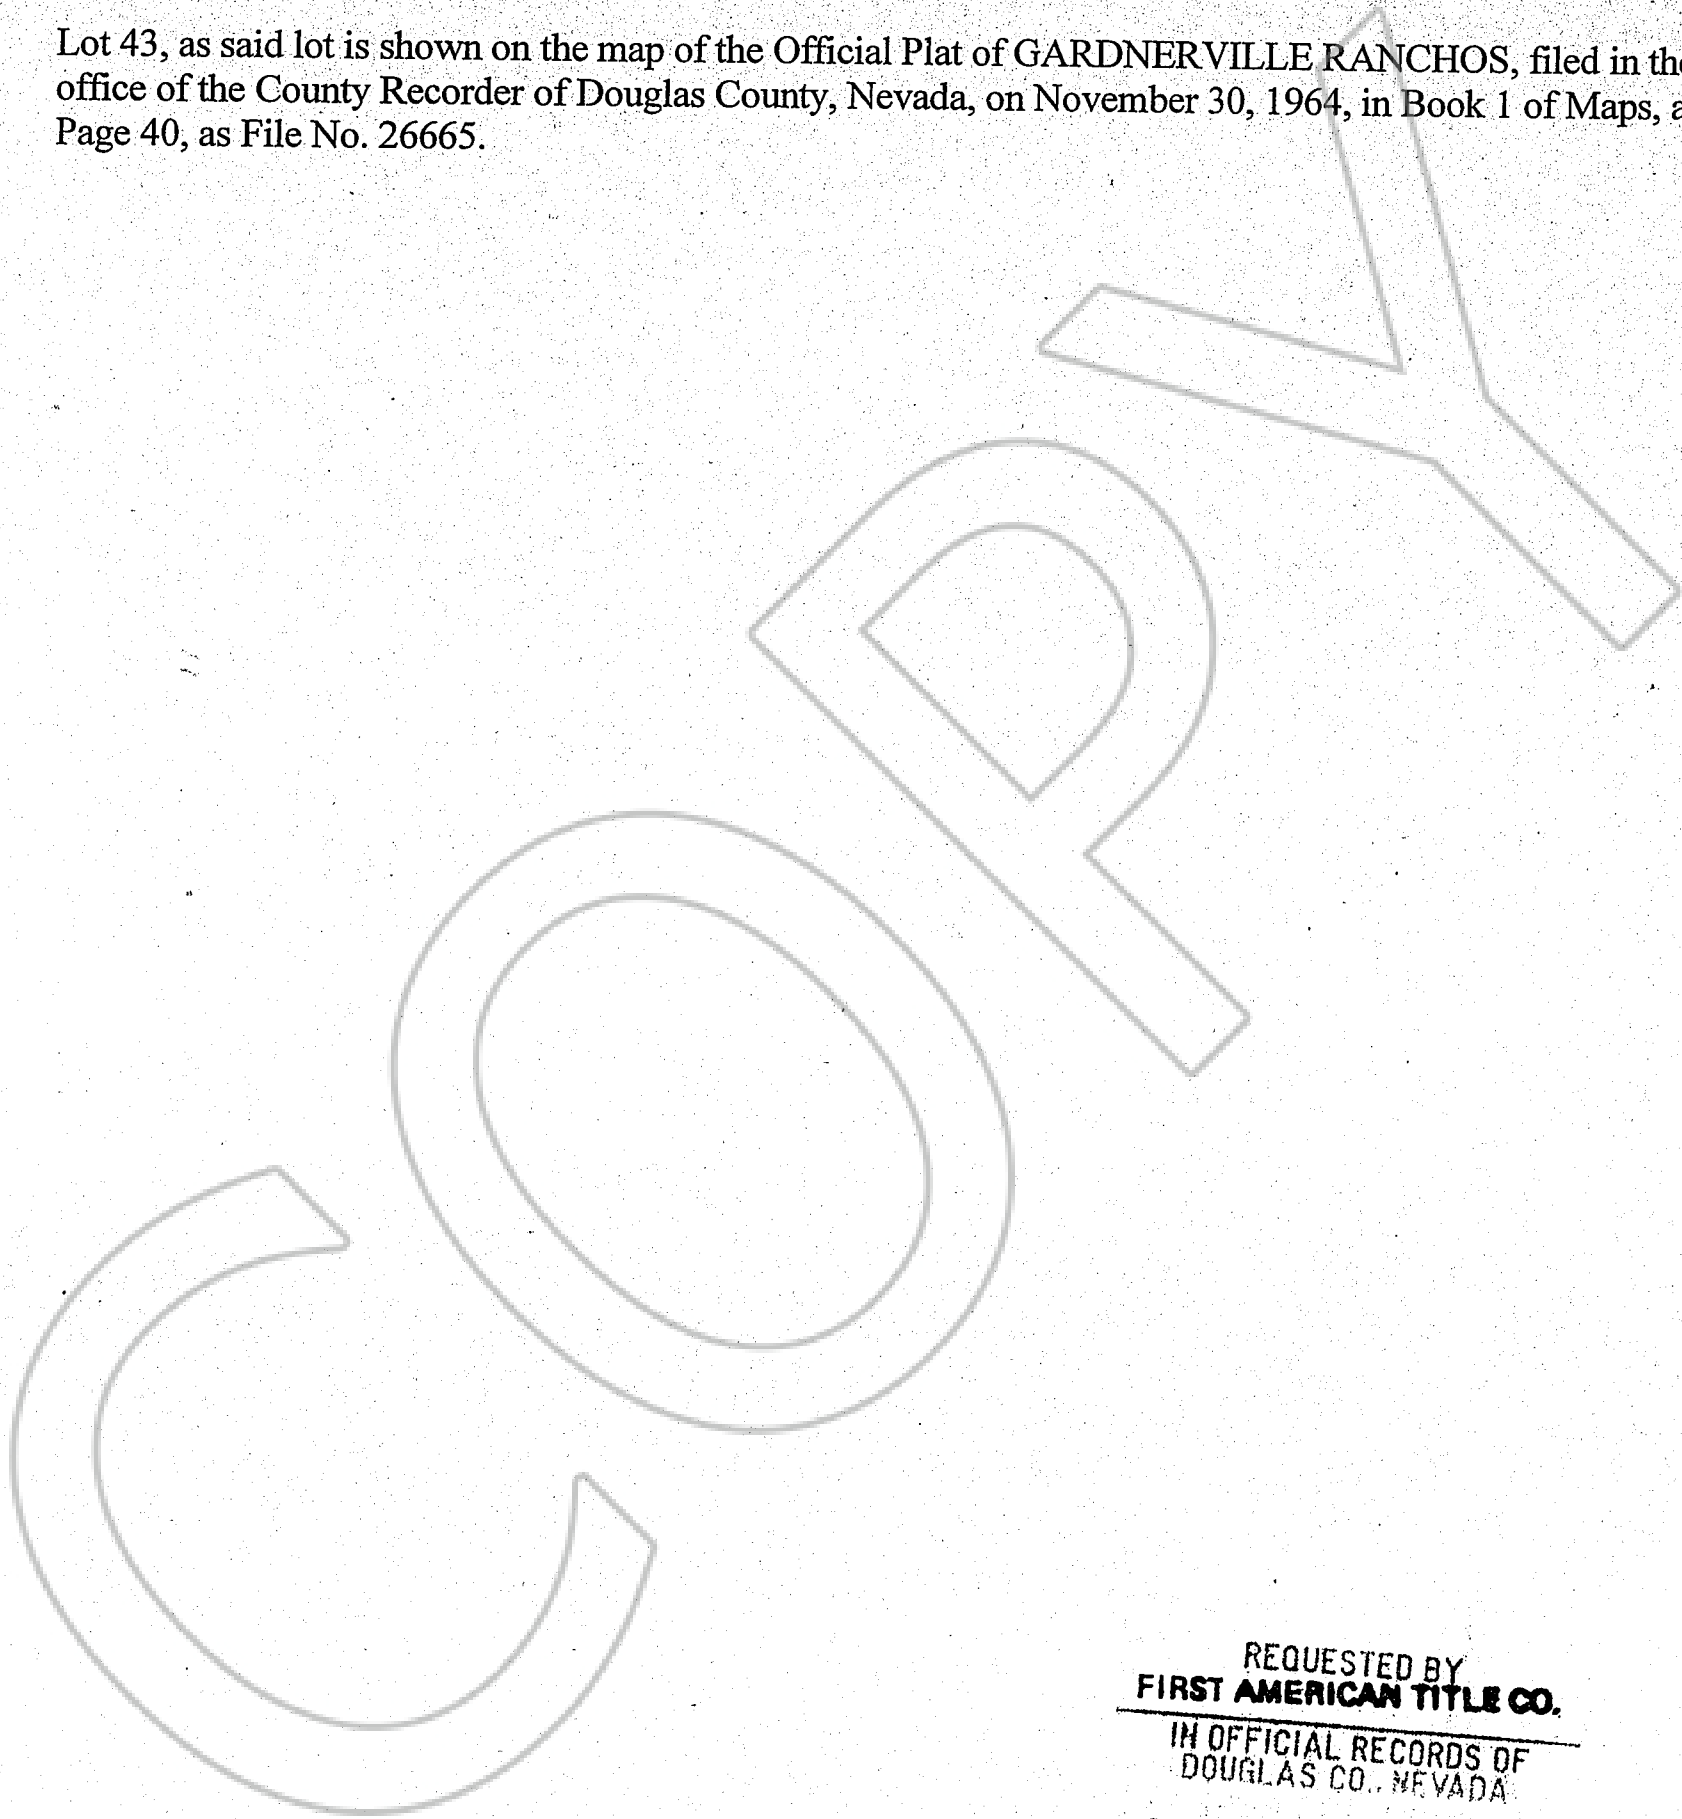 Lot 43, as said lot is shown on the map of the Official Plat of GARDNERVILLE RANCHOS, filed in the
office of the County Recorder of Douglas County, Nevada, on November 30, 1964, in Book 1 of Maps, a
Page 40, as File No. 26665.
COPY
REQUESTED BY
FIRST AMERICAN TITLE CO.
IN OFFICIAL RECORDS OF
DOUGLAS CO., NEVADA